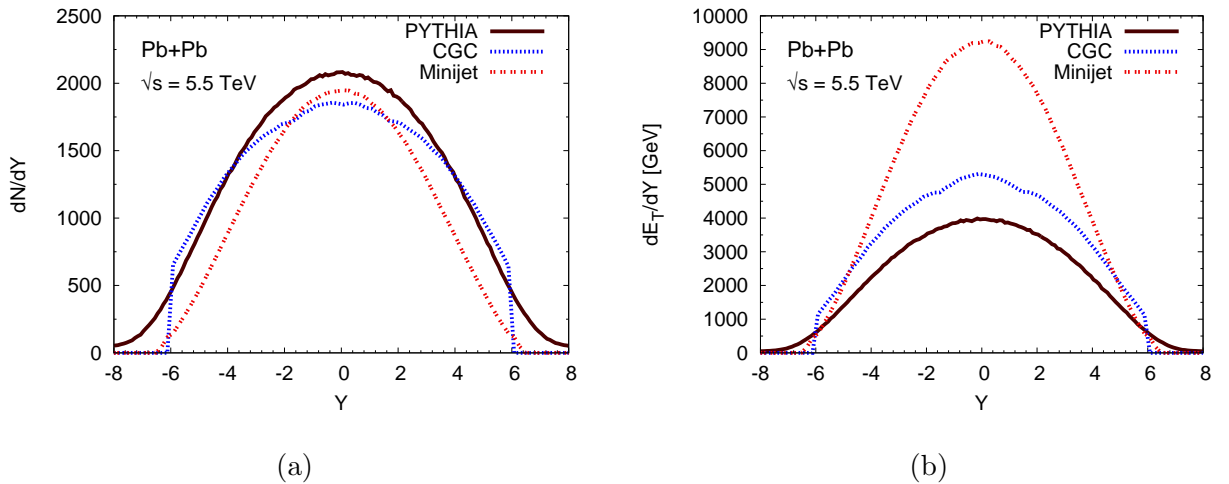 2500
2000
1500
1000
500
0
dN/dY
-8 -6 -4 -2 0 2 4 6 8
Y
Pb+Pb
√s = 5.5 TeV
PYTHIA
CGC
Minijet
(a)
10000
9000
8000
7000
6000
5000
4000
3000
2000
1000
0
dE_T/dY [GeV]
-8 -6 -4 -2 0 2 4 6 8
Y
Pb+Pb
√s = 5.5 TeV
PYTHIA
CGC
Minijet
(b)